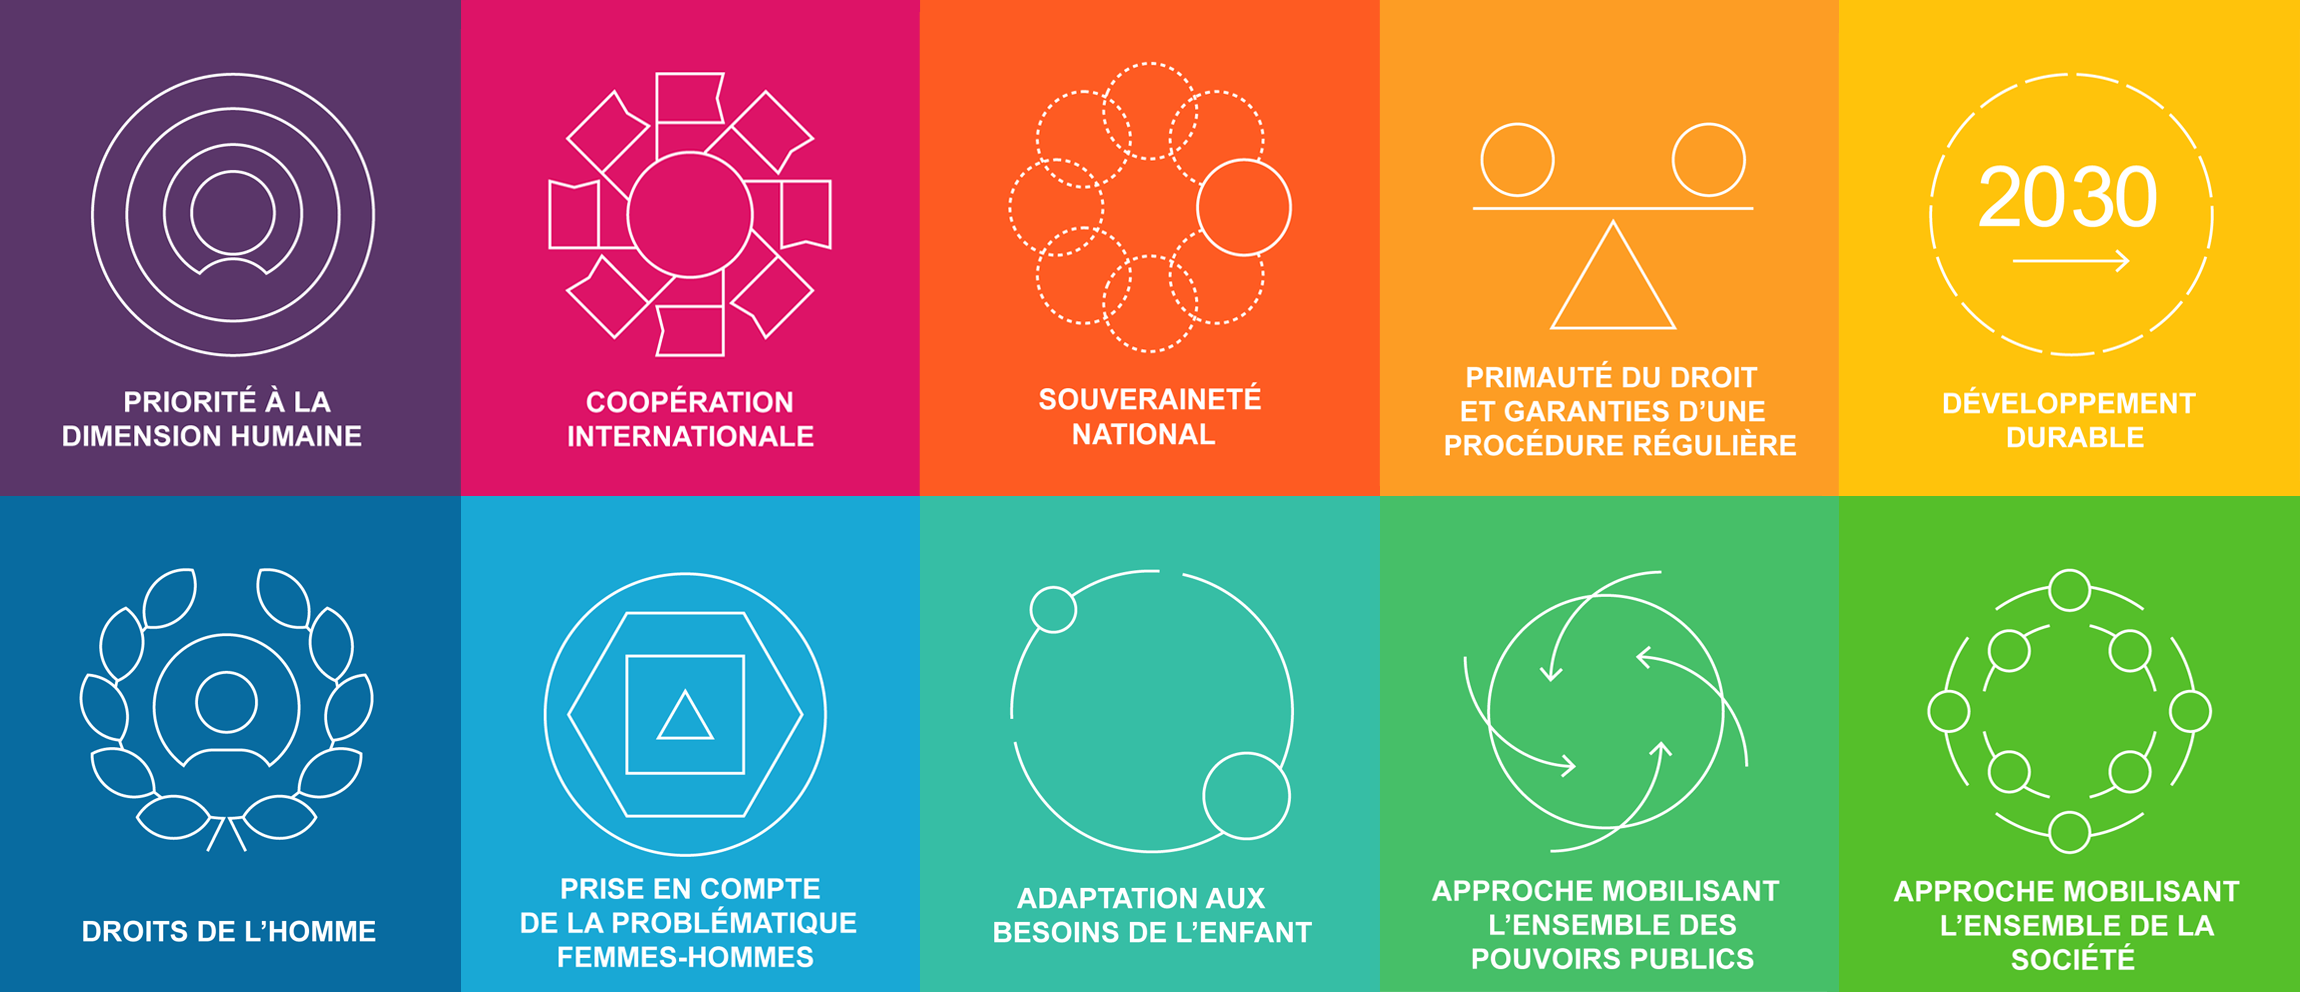 PRIORITÉ À LA
DIMENSION HUMAINE
COOPÉRATION
INTERNATIONALE
SOUVERAINETÉ
NATIONAL
PRIMAUTÉ DU DROIT
ET GARANTIES D’UNE
PROCÉDURE RÉGULIÈRE
2030
DÉVELOPPEMENT
DURABLE
DROITS DE L’HOMME
PRISE EN COMPTE
DE LA PROBLÉMATIQUE
FEMMES-HOMMES
ADAPTATION AUX
BESOINS DE L’ENFANT
APPROCHE MOBILISANT
L’ENSEMBLE DES
POUVOIRS PUBLICS
APPROCHE MOBILISANT
L’ENSEMBLE DE LA
SOCIÉTÉ